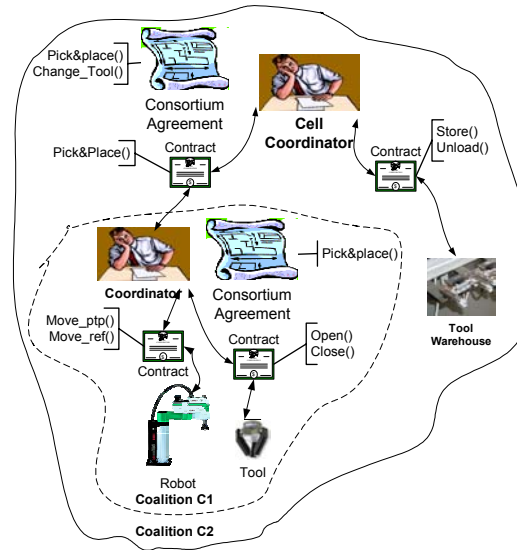 Pick&place()
Change_Tool()
Consortium
Agreement
Cell
Coordinator
Contract
Pick&Place()
Contract
Store()
Unload()
Coordinator
Consortium
Agreement
Pick&place()
Tool
Warehouse
Move_ptp()
Move_ref()
Contract
Contract
Open()
Close()
Robot
Tool
Coalition C1
Coalition C2